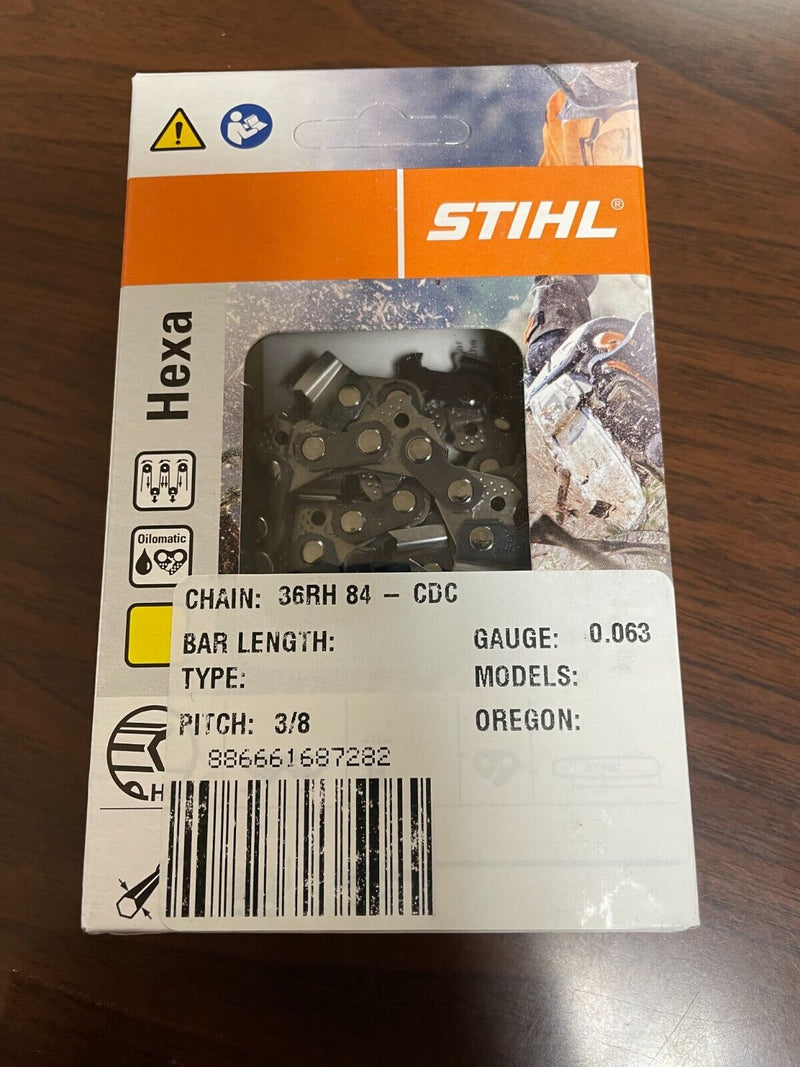 STIHL®
Hexa
Oilomatic
CHAIN: 36RH 84 - CDC
BAR LENGTH:
GAUGE: 0.063
TYPE:
MODELS:
PITCH: 3/8
OREGON:
886661687282